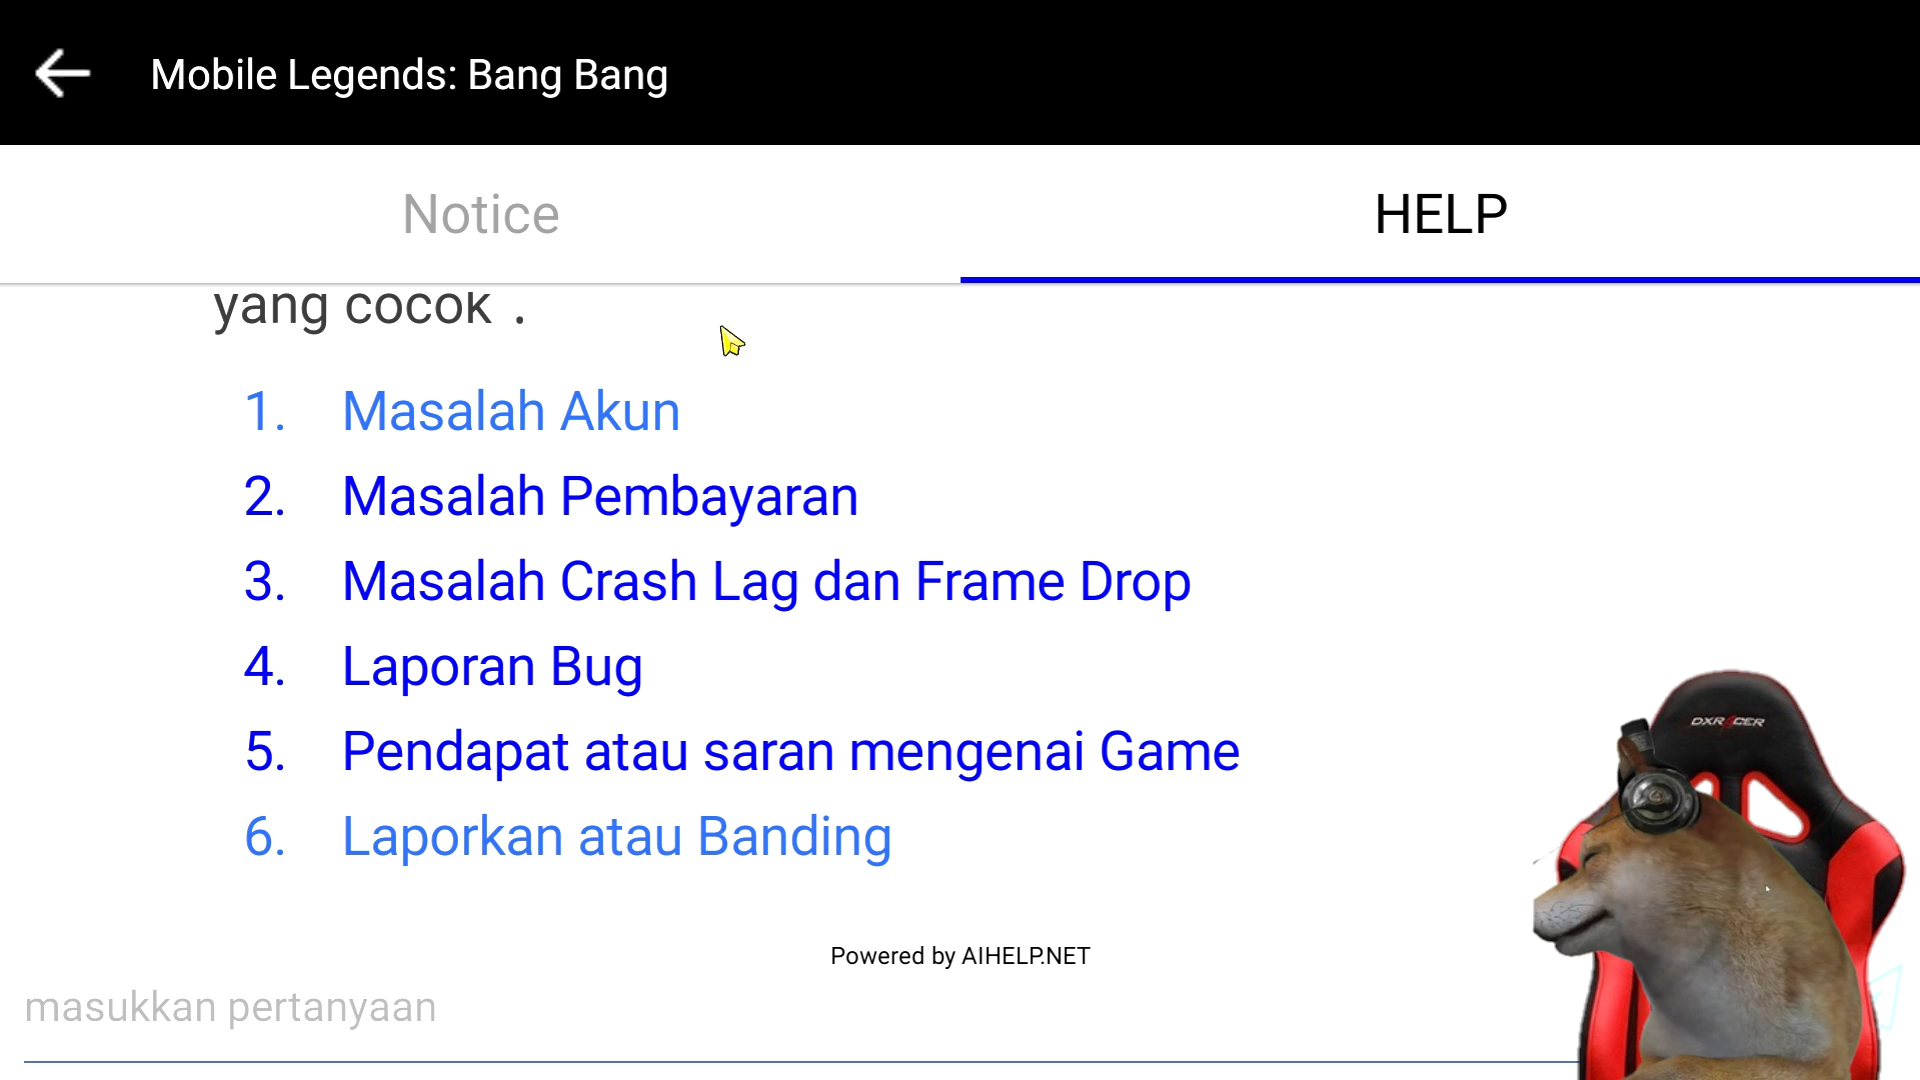 Mobile Legends: Bang Bang
Notice
HELP
yang cocok .
1. Masalah Akun
2. Masalah Pembayaran
3. Masalah Crash Lag dan Frame Drop
4. Laporan Bug
5. Pendapat atau saran mengenai Game
6. Laporkan atau Banding
DXRACER
Powered by AIHELP.NET
masukkan pertanyaan